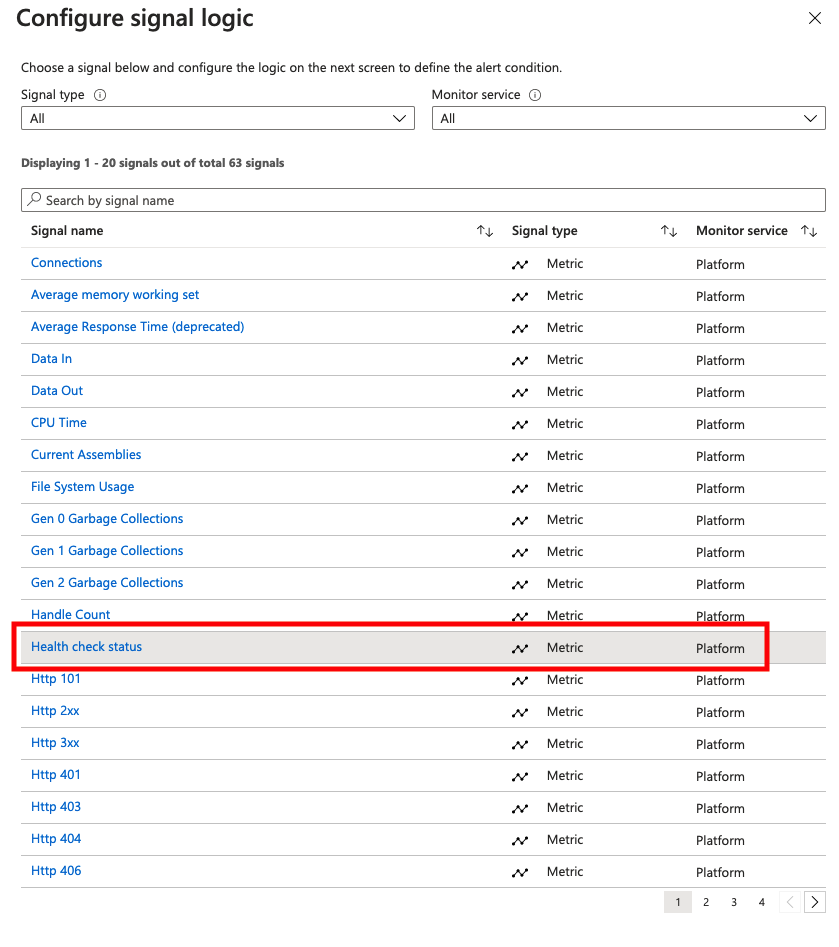 Configure signal logic
Choose a signal below and configure the logic on the next screen to define the alert condition.
Signal type Monitor service
All All
Displaying 1 - 20 signals out of total 63 signals
Search by signal name
Signal name Signal type Monitor service
Connections Metric Platform
Average memory working set Metric Platform
Average Response Time (deprecated) Metric Platform
Data In Metric Platform
Data Out Metric Platform
CPU Time Metric Platform
Current Assemblies Metric Platform
File System Usage Metric Platform
Gen 0 Garbage Collections Metric Platform
Gen 1 Garbage Collections Metric Platform
Gen 2 Garbage Collections Metric Platform
Handle Count Metric Platform
Health check status Metric Platform
Http 101 Metric Platform
Http 2xx Metric Platform
Http 3xx Metric Platform
Http 401 Metric Platform
Http 403 Metric Platform
Http 404 Metric Platform
Http 406 Metric Platform
1 2 3 4